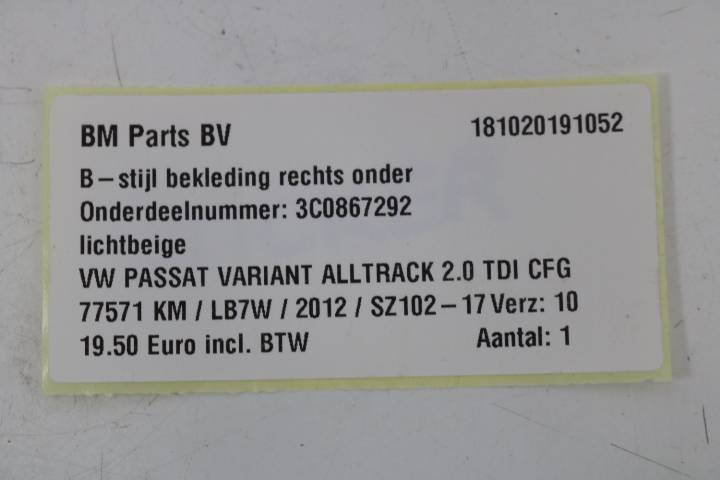 BM Parts BV 181020191052
B-stijl bekleding rechts onder
Onderdeelnummer: 3C0867292
lichtbeige
VW PASSAT VARIANT ALLTRACK 2.0 TDI CFG
77571 KM / LB7W / 2012 / SZ102-17 Verz: 10
19.50 Euro incl. BTW Aantal: 1